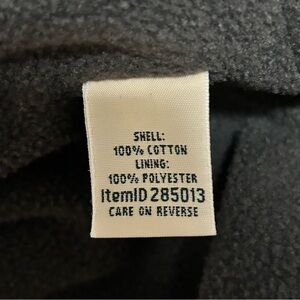 SHELL:
100% COTTON
LINING:
100% POLYESTER
ItemID 285013
CARE ON REVERSE